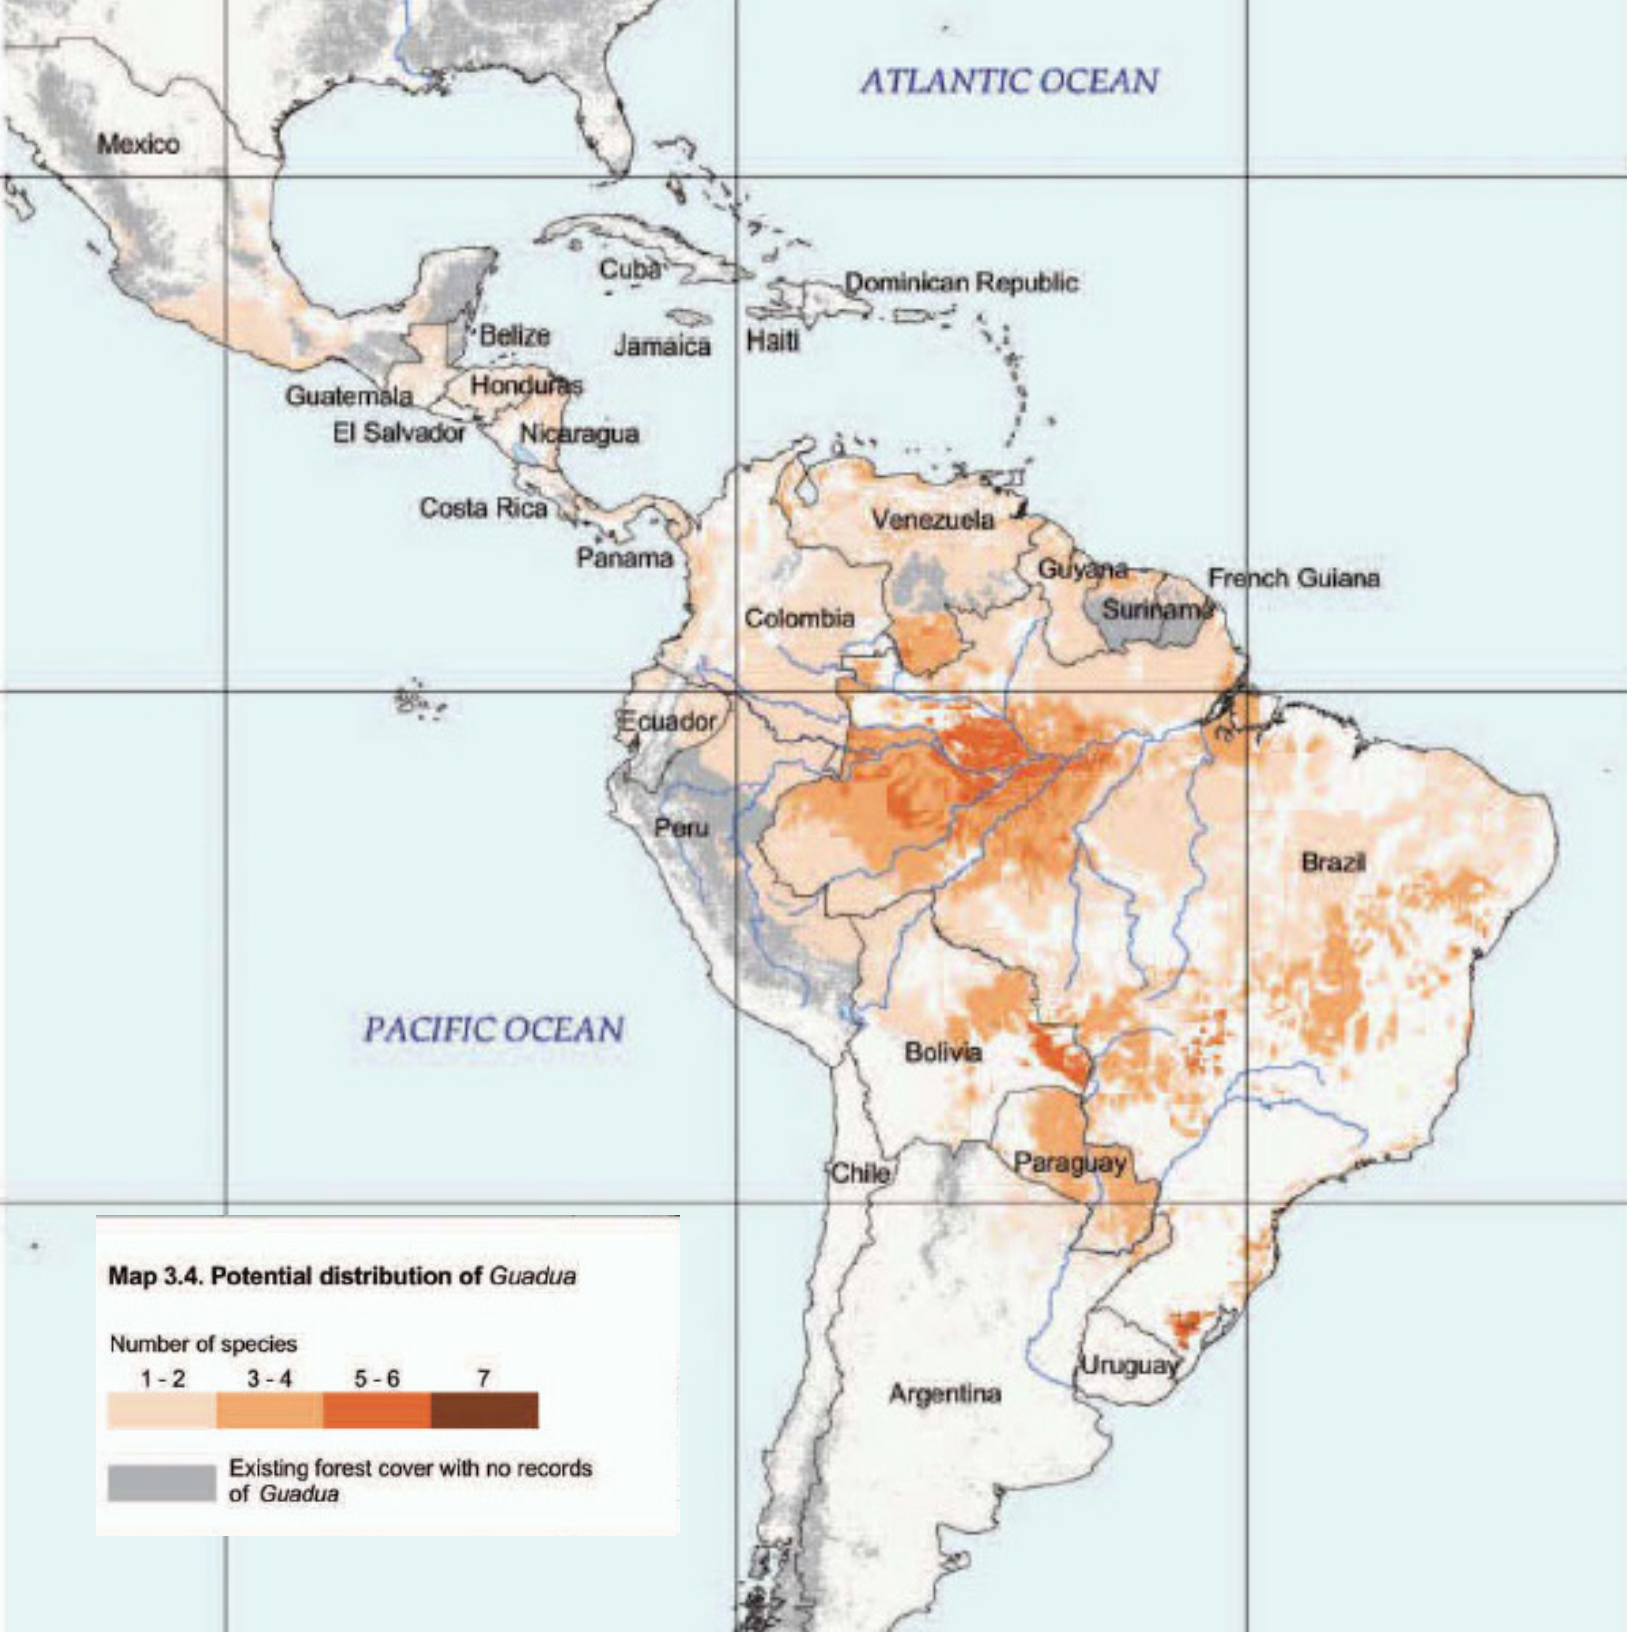 ATLANTIC OCEAN
Mexico
Cuba
Dominican Republic
Belize
Jamaica
Haiti
Guatemala
Honduras
El Salvador
Nicaragua
Costa Rica
Venezuela
Panama
Guyana
French Guiana
Suriname
Colombia
Ecuador
Peru
Brazil
PACIFIC OCEAN
Bolivia
Chile
Paraguay
Uruguay
Argentina
Map 3.4. Potential distribution of Guadua
Number of species
1 - 2 3 - 4 5 - 6 7
Existing forest cover with no records
of Guadua